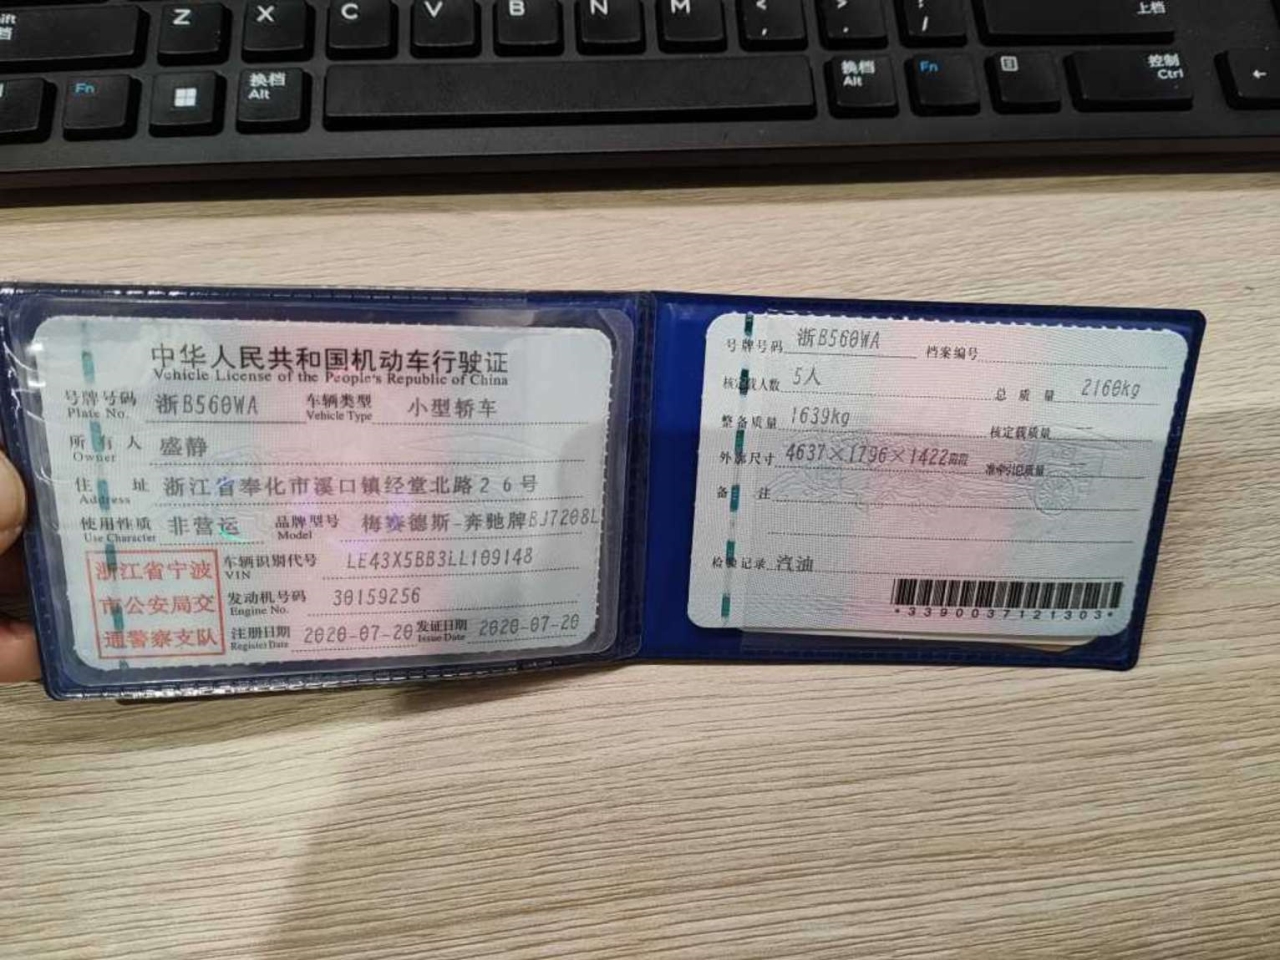 Z X C V B N M < > ? 上档
, . /
Fn 换档 换档 Fn 控制
Alt Alt Ctrl
中华人民共和国机动车行驶证
Vehicle License of the People's Republic of China
号牌号码 浙B560WA 车辆类型 小型轿车
Plate No. Vehicle Type
所有人 盛静
Owner
住址 浙江省奉化市溪口镇经堂北路26号
Address
使用性质 非营运 品牌型号 梅赛德斯-奔驰牌BJ7208L
Use Character Model
浙江省宁波
市公安局交
通警察支队
车辆识别代号 LE43X5BB3LL109148
VIN
发动机号码 30159256
Engine No.
注册日期 2020-07-20 发证日期 2020-07-20
Register Date Issue Date
号牌号码 浙B560WA 档案编号
核定载人数 5人 总质量 2160kg
整备质量 1639kg 核定载质量 --
外廓尺寸 4637×1796×1422mm 准牵引总质量 --
备注
检验记录 汽油
*3390037121303*